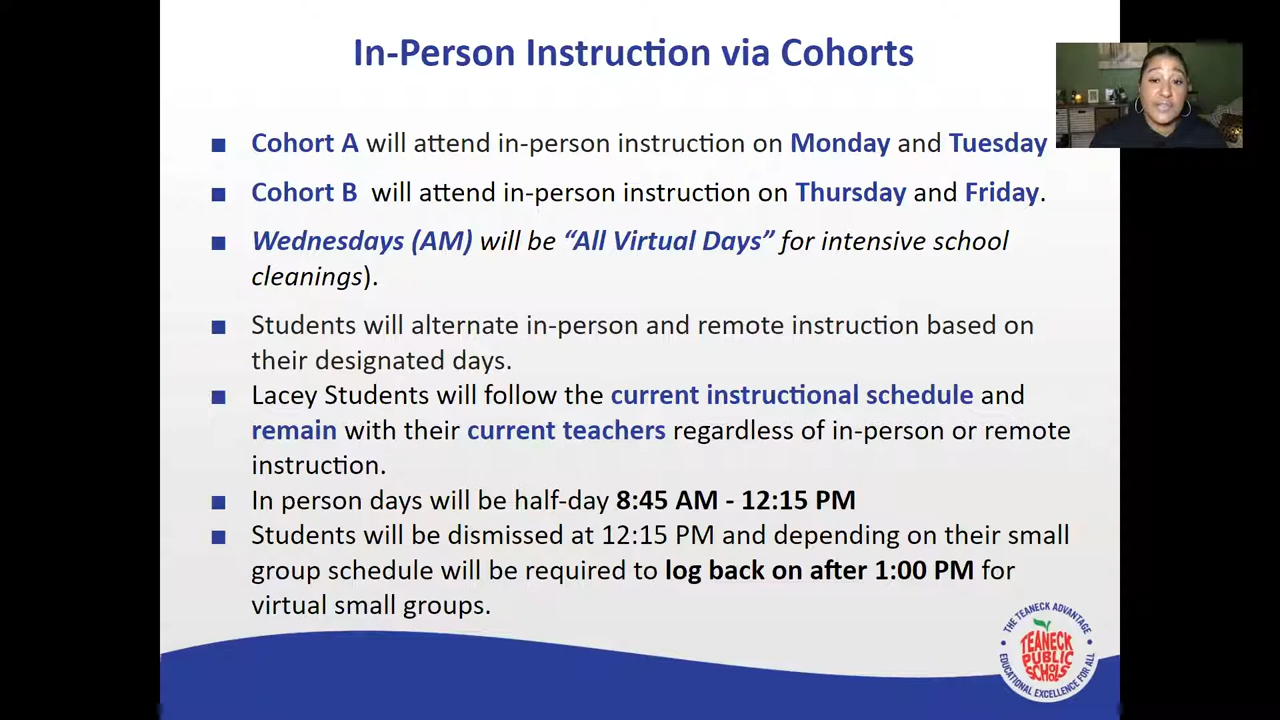 In-Person Instruction via Cohorts
Cohort A will attend in-person instruction on Monday and Tuesday
Cohort B will attend in-person instruction on Thursday and Friday.
Wednesdays (AM) will be “All Virtual Days” for intensive school
cleanings).
Students will alternate in-person and remote instruction based on
their designated days.
Lacey Students will follow the current instructional schedule and
remain with their current teachers regardless of in-person or remote
instruction.
In person days will be half-day 8:45 AM - 12:15 PM
Students will be dismissed at 12:15 PM and depending on their small
group schedule will be required to log back on after 1:00 PM for
virtual small groups.
THE TEANECK ADVANTAGE
TEANECK
PUBLIC
SCHOOLS
EDUCATIONAL EXCELLENCE FOR ALL